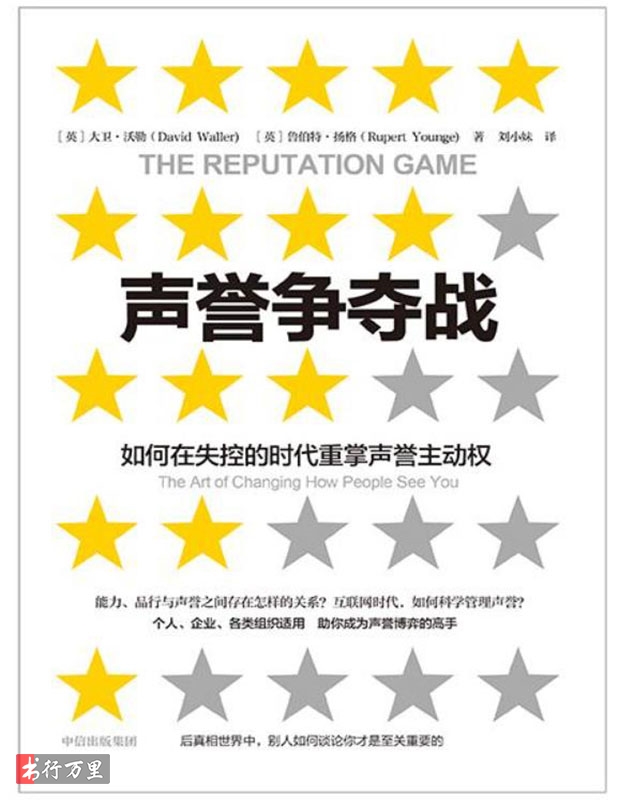 [英] 大卫·沃勒(David Waller) [英] 鲁伯特·扬格(Rupert Younge) 著 刘小妹 译
THE REPUTATION GAME
声誉争夺战
如何在失控的时代重掌声誉主动权
The Art of Changing How People See You
能力、品行与声誉之间存在怎样的关系?互联网时代,如何科学管理声誉?
个人、企业、各类组织适用 助你成为声誉博弈的高手
中信出版集团 后真相世界中,别人如何谈论你才是至关重要的
书行万里